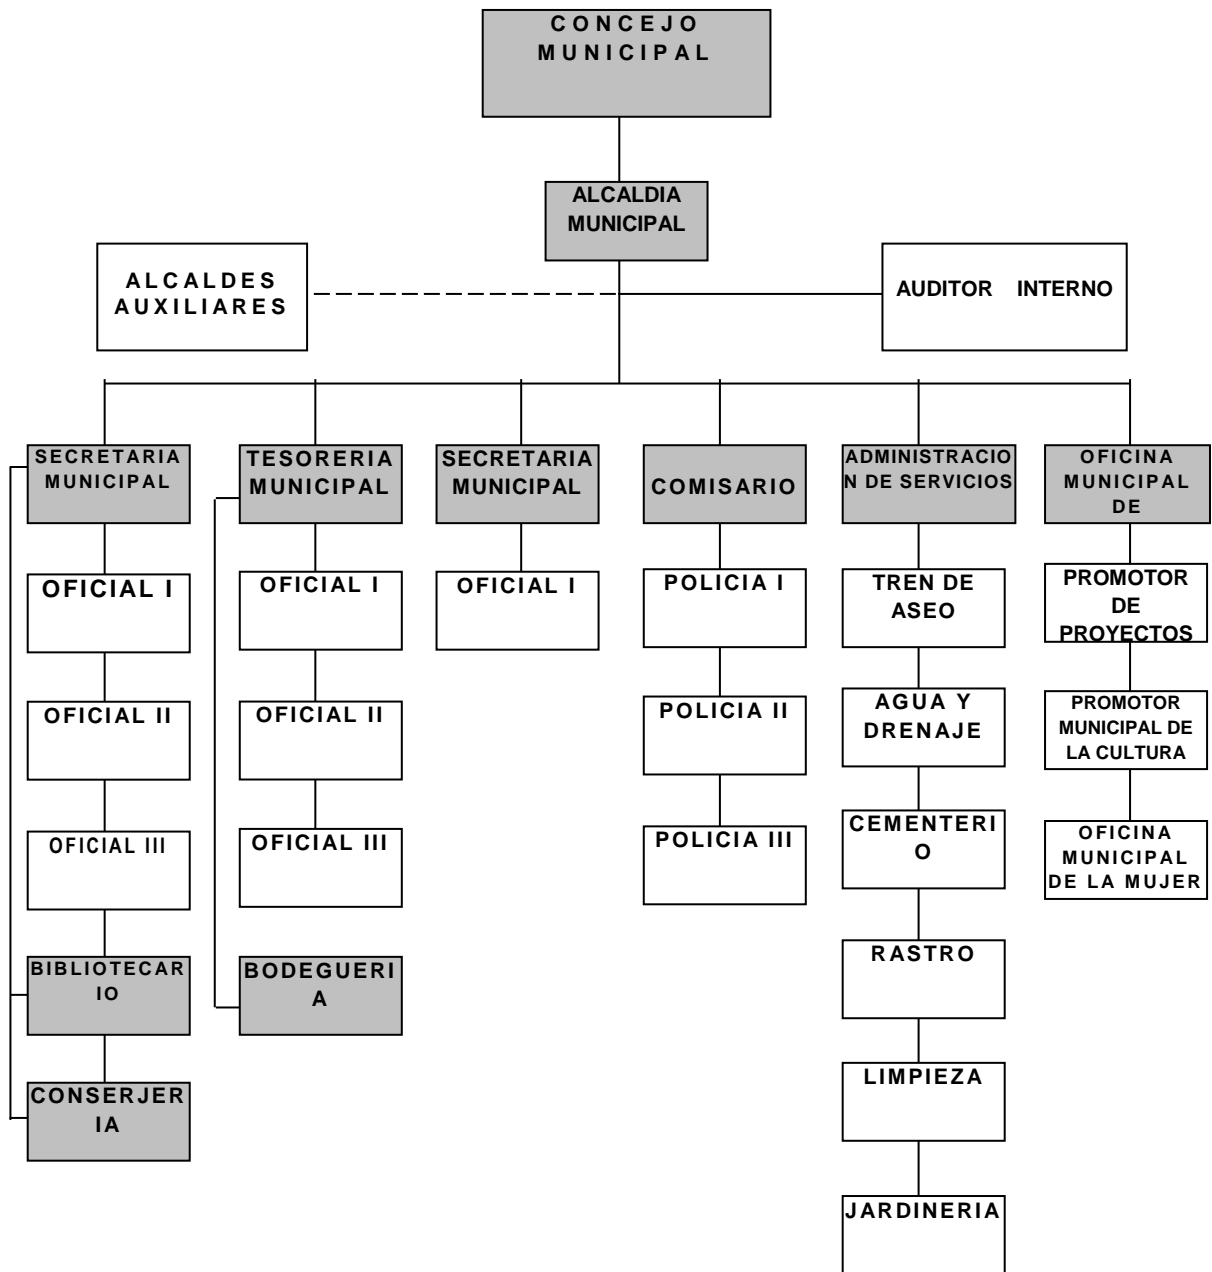 CONCEJO
MUNICIPAL
ALCALDIA
MUNICIPAL
ALCALDES
AUXILIARES
AUDITOR INTERNO
SECRETARIA
MUNICIPAL
TESORERIA
MUNICIPAL
SECRETARIA
MUNICIPAL
COMISARIO
ADMINISTRACIO
N DE SERVICIOS
OFICINA
MUNICIPAL
DE
OFICIAL I
OFICIAL I
OFICIAL I
POLICIA I
TREN DE
ASEO
PROMOTOR
DE
PROYECTOS
OFICIAL II
OFICIAL II
POLICIA II
AGUA Y
DRENAJE
PROMOTOR
MUNICIPAL DE
LA CULTURA
OFICIAL III
OFICIAL III
POLICIA III
CEMENTERI
O
OFICINA
MUNICIPAL
DE LA MUJER
BIBLIOTECAR
IO
BODEGUERI
A
RASTRO
CONSERJER
IA
LIMPIEZA
JARDINERIA